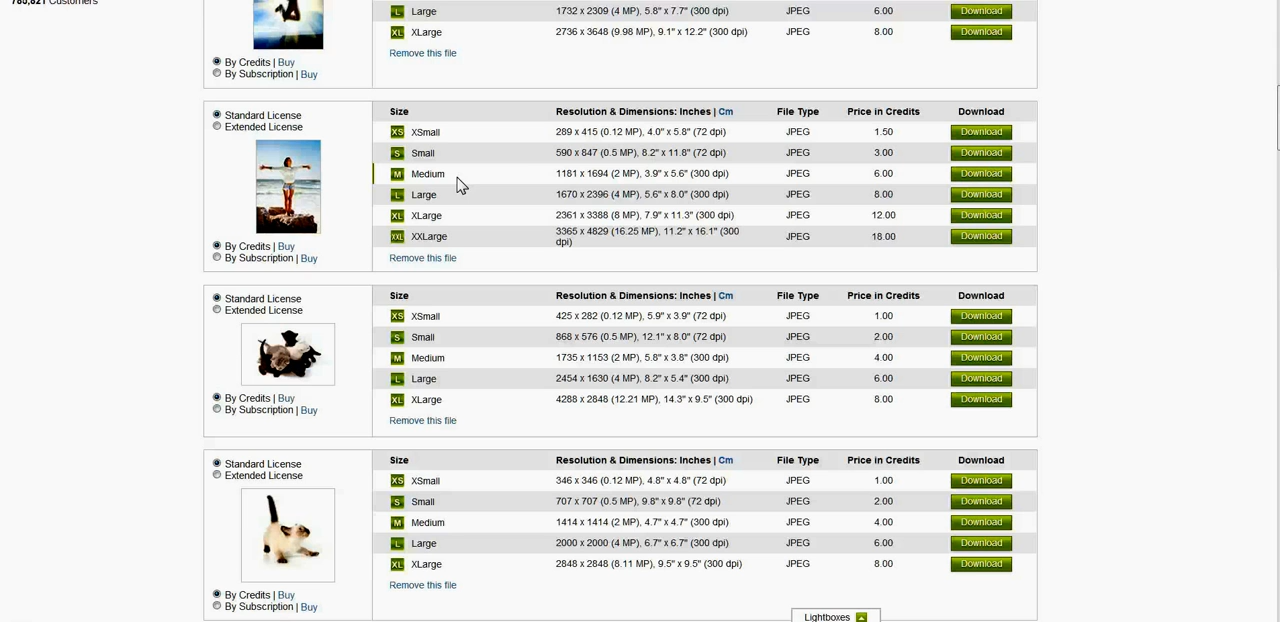 785,821 Customers
L Large 1732 x 2309 (4 MP), 5.8" x 7.7" (300 dpi) JPEG 6.00 Download
XL XLarge 2736 x 3648 (9.98 MP), 9.1" x 12.2" (300 dpi) JPEG 8.00 Download
Remove this file
By Credits | Buy
By Subscription | Buy
Standard License
Extended License
Size Resolution & Dimensions: Inches | Cm File Type Price in Credits Download
XS XSmall 289 x 415 (0.12 MP), 4.0" x 5.8" (72 dpi) JPEG 1.50 Download
S Small 590 x 847 (0.5 MP), 8.2" x 11.8" (72 dpi) JPEG 3.00 Download
M Medium 1181 x 1694 (2 MP), 3.9" x 5.6" (300 dpi) JPEG 6.00 Download
L Large 1670 x 2396 (4 MP), 5.6" x 8.0" (300 dpi) JPEG 8.00 Download
XL XLarge 2361 x 3388 (8 MP), 7.9" x 11.3" (300 dpi) JPEG 12.00 Download
XXL XXLarge 3365 x 4829 (16.25 MP), 11.2" x 16.1" (300 dpi) JPEG 18.00 Download
Remove this file
By Credits | Buy
By Subscription | Buy
Standard License
Extended License
Size Resolution & Dimensions: Inches | Cm File Type Price in Credits Download
XS XSmall 425 x 282 (0.12 MP), 5.9" x 3.9" (72 dpi) JPEG 1.00 Download
S Small 868 x 576 (0.5 MP), 12.1" x 8.0" (72 dpi) JPEG 2.00 Download
M Medium 1735 x 1153 (2 MP), 5.8" x 3.8" (300 dpi) JPEG 4.00 Download
L Large 2454 x 1630 (4 MP), 8.2" x 5.4" (300 dpi) JPEG 6.00 Download
XL XLarge 4288 x 2848 (12.21 MP), 14.3" x 9.5" (300 dpi) JPEG 8.00 Download
Remove this file
By Credits | Buy
By Subscription | Buy
Standard License
Extended License
Size Resolution & Dimensions: Inches | Cm File Type Price in Credits Download
XS XSmall 346 x 346 (0.12 MP), 4.8" x 4.8" (72 dpi) JPEG 1.00 Download
S Small 707 x 707 (0.5 MP), 9.8" x 9.8" (72 dpi) JPEG 2.00 Download
M Medium 1414 x 1414 (2 MP), 4.7" x 4.7" (300 dpi) JPEG 4.00 Download
L Large 2000 x 2000 (4 MP), 6.7" x 6.7" (300 dpi) JPEG 6.00 Download
XL XLarge 2848 x 2848 (8.11 MP), 9.5" x 9.5" (300 dpi) JPEG 8.00 Download
Remove this file
By Credits | Buy
By Subscription | Buy
Lightboxes